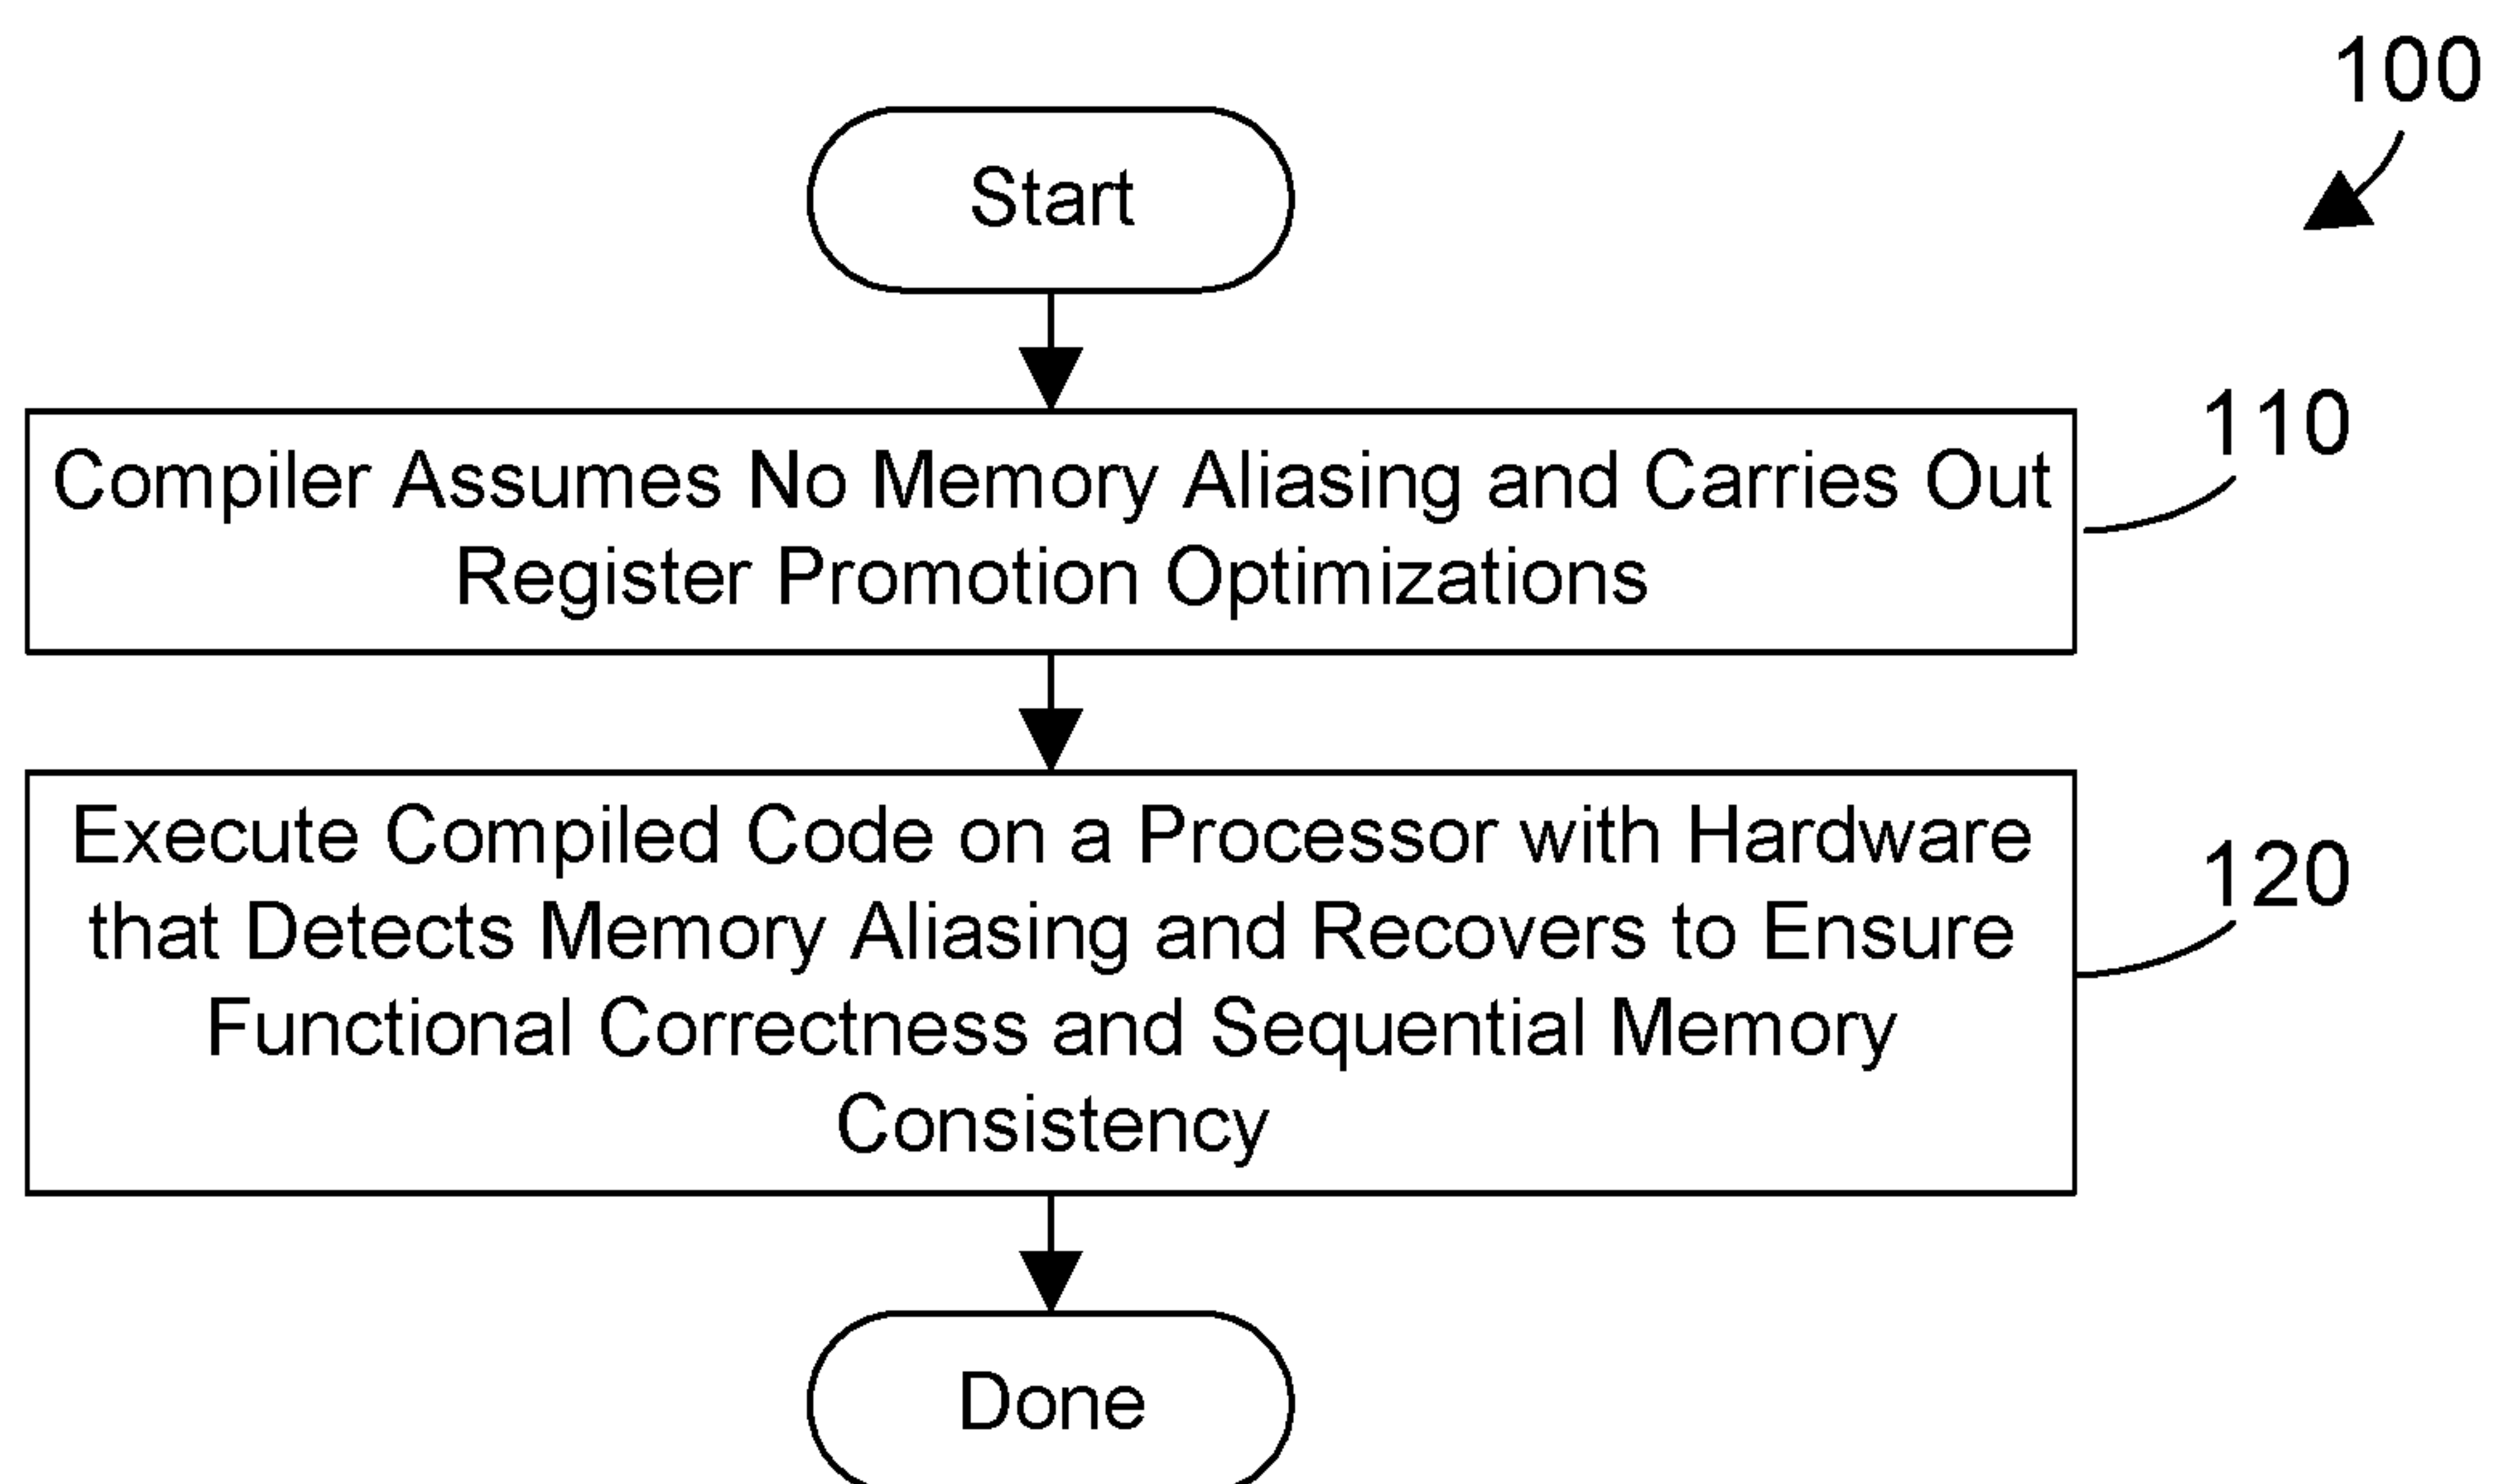 100
Start
110
Compiler Assumes No Memory Aliasing and Carries Out
Register Promotion Optimizations
120
Execute Compiled Code on a Processor with Hardware
that Detects Memory Aliasing and Recovers to Ensure
Functional Correctness and Sequential Memory
Consistency
Done